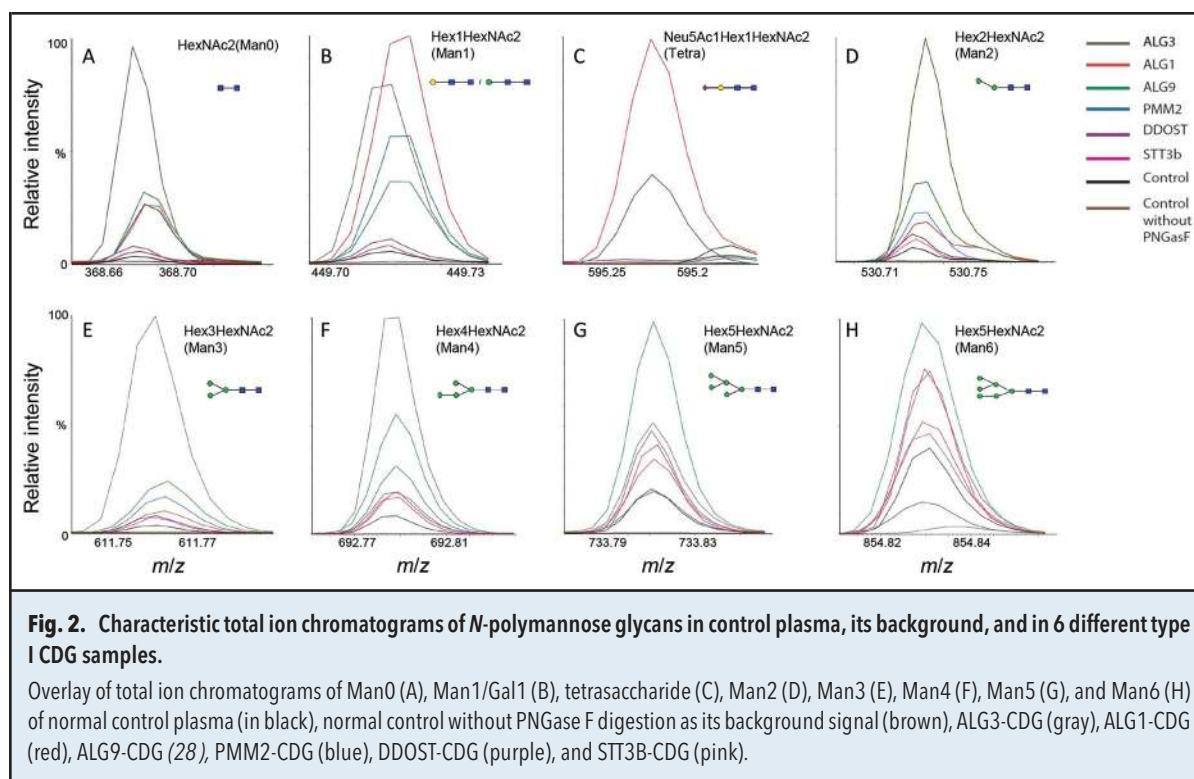 100
A
HexNAc2(Man0)
Relative intensity
%
0
368.66
368.70
B
Hex1HexNAc2
(Man1)
449.70
449.73
C
Neu5Ac1Hex1HexNAc2
(Tetra)
595.25
595.2
D
Hex2HexNAc2
(Man2)
530.71
530.75
ALG3
ALG1
ALG9
PMM2
DDOST
STT3b
Control
Control
without
PNGasF
100
E
Hex3HexNAc2
(Man3)
Relative intensity
%
0
611.75
611.77
m/z
F
Hex4HexNAc2
(Man4)
692.77
692.81
m/z
G
Hex5HexNAc2
(Man5)
733.79
733.83
m/z
H
Hex5HexNAc2
(Man6)
854.82
854.84
m/z
Fig. 2. Characteristic total ion chromatograms of N-polymannose glycans in control plasma, its background, and in 6 different type
I CDG samples.
Overlay of total ion chromatograms of Man0 (A), Man1/Gal1 (B), tetrasaccharide (C), Man2 (D), Man3 (E), Man4 (F), Man5 (G), and Man6 (H)
of normal control plasma (in black), normal control without PNGase F digestion as its background signal (brown), ALG3-CDG (gray), ALG1-CDG
(red), ALG9-CDG (28), PMM2-CDG (blue), DDOST-CDG (purple), and STT3B-CDG (pink).